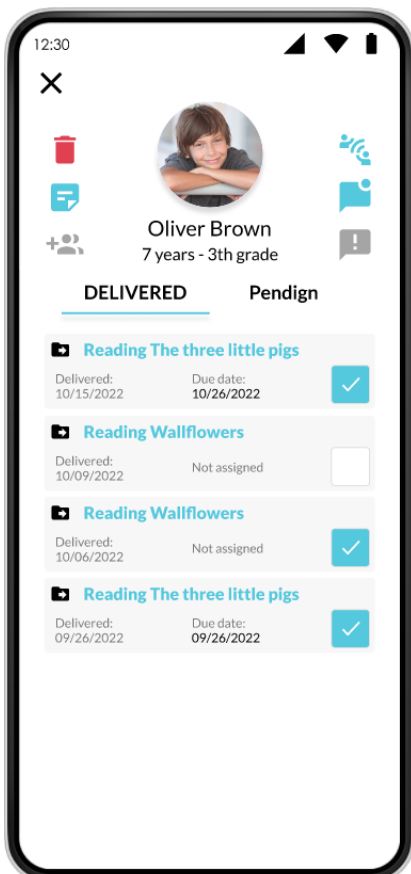 12:30
Oliver Brown
7 years - 3th grade
DELIVERED Pendign
Reading The three little pigs
Delivered: Due date:
10/15/2022 10/26/2022
Reading Wallflowers
Delivered:
10/09/2022 Not assigned
Reading Wallflowers
Delivered:
10/06/2022 Not assigned
Reading The three little pigs
Delivered: Due date:
09/26/2022 09/26/2022